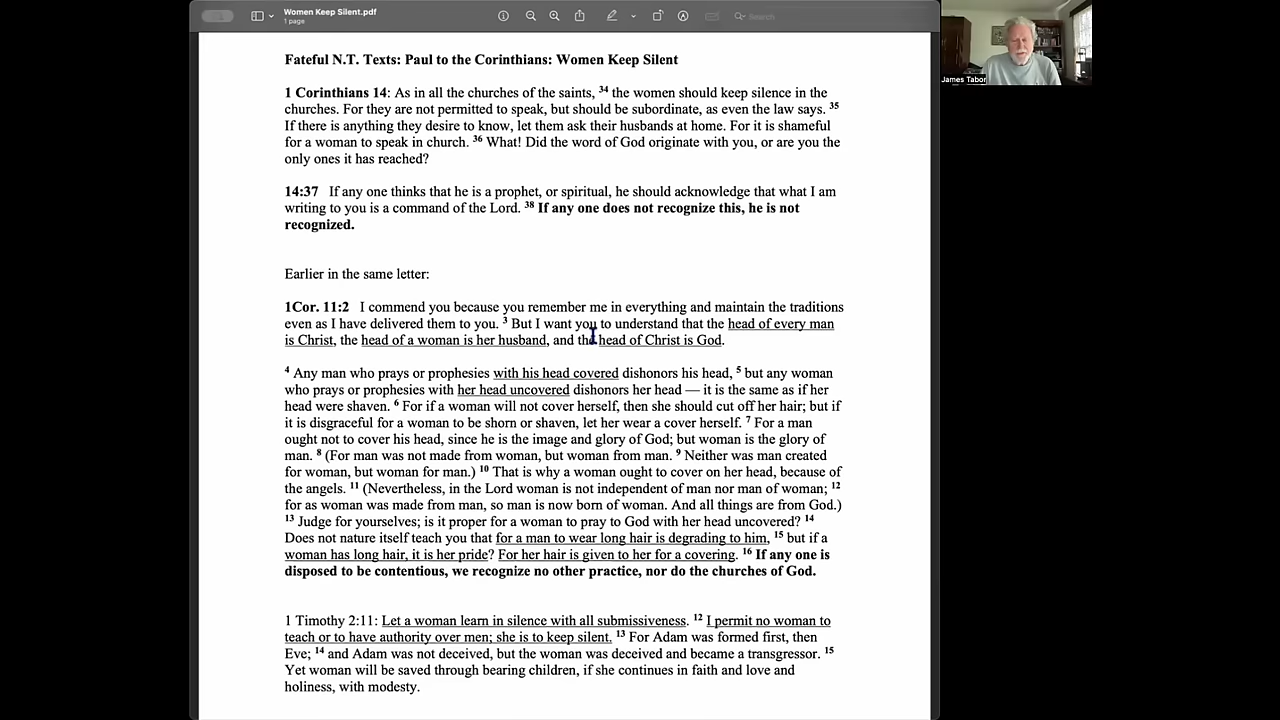 Women Keep Silent.pdf
1 page
Search
James Tabor
Fateful N.T. Texts: Paul to the Corinthians: Women Keep Silent
1 Corinthians 14: As in all the churches of the saints, 34 the women should keep silence in the
churches. For they are not permitted to speak, but should be subordinate, as even the law says. 35
If there is anything they desire to know, let them ask their husbands at home. For it is shameful
for a woman to speak in church. 36 What! Did the word of God originate with you, or are you the
only ones it has reached?
14:37 If any one thinks that he is a prophet, or spiritual, he should acknowledge that what I am
writing to you is a command of the Lord. 38 If any one does not recognize this, he is not
recognized.
Earlier in the same letter:
1Cor. 11:2 I commend you because you remember me in everything and maintain the traditions
even as I have delivered them to you. 3 But I want you to understand that the head of every man
is Christ, the head of a woman is her husband, and the head of Christ is God.
4 Any man who prays or prophesies with his head covered dishonors his head, 5 but any woman
who prays or prophesies with her head uncovered dishonors her head — it is the same as if her
head were shaven. 6 For if a woman will not cover herself, then she should cut off her hair; but if
it is disgraceful for a woman to be shorn or shaven, let her wear a cover herself. 7 For a man
ought not to cover his head, since he is the image and glory of God; but woman is the glory of
man. 8 (For man was not made from woman, but woman from man. 9 Neither was man created
for woman, but woman for man.) 10 That is why a woman ought to cover on her head, because of
the angels. 11 (Nevertheless, in the Lord woman is not independent of man nor man of woman; 12
for as woman was made from man, so man is now born of woman. And all things are from God.)
13 Judge for yourselves; is it proper for a woman to pray to God with her head uncovered? 14
Does not nature itself teach you that for a man to wear long hair is degrading to him, 15 but if a
woman has long hair, it is her pride? For her hair is given to her for a covering. 16 If any one is
disposed to be contentious, we recognize no other practice, nor do the churches of God.
1 Timothy 2:11: Let a woman learn in silence with all submissiveness. 12 I permit no woman to
teach or to have authority over men; she is to keep silent. 13 For Adam was formed first, then
Eve; 14 and Adam was not deceived, but the woman was deceived and became a transgressor. 15
Yet woman will be saved through bearing children, if she continues in faith and love and
holiness, with modesty.